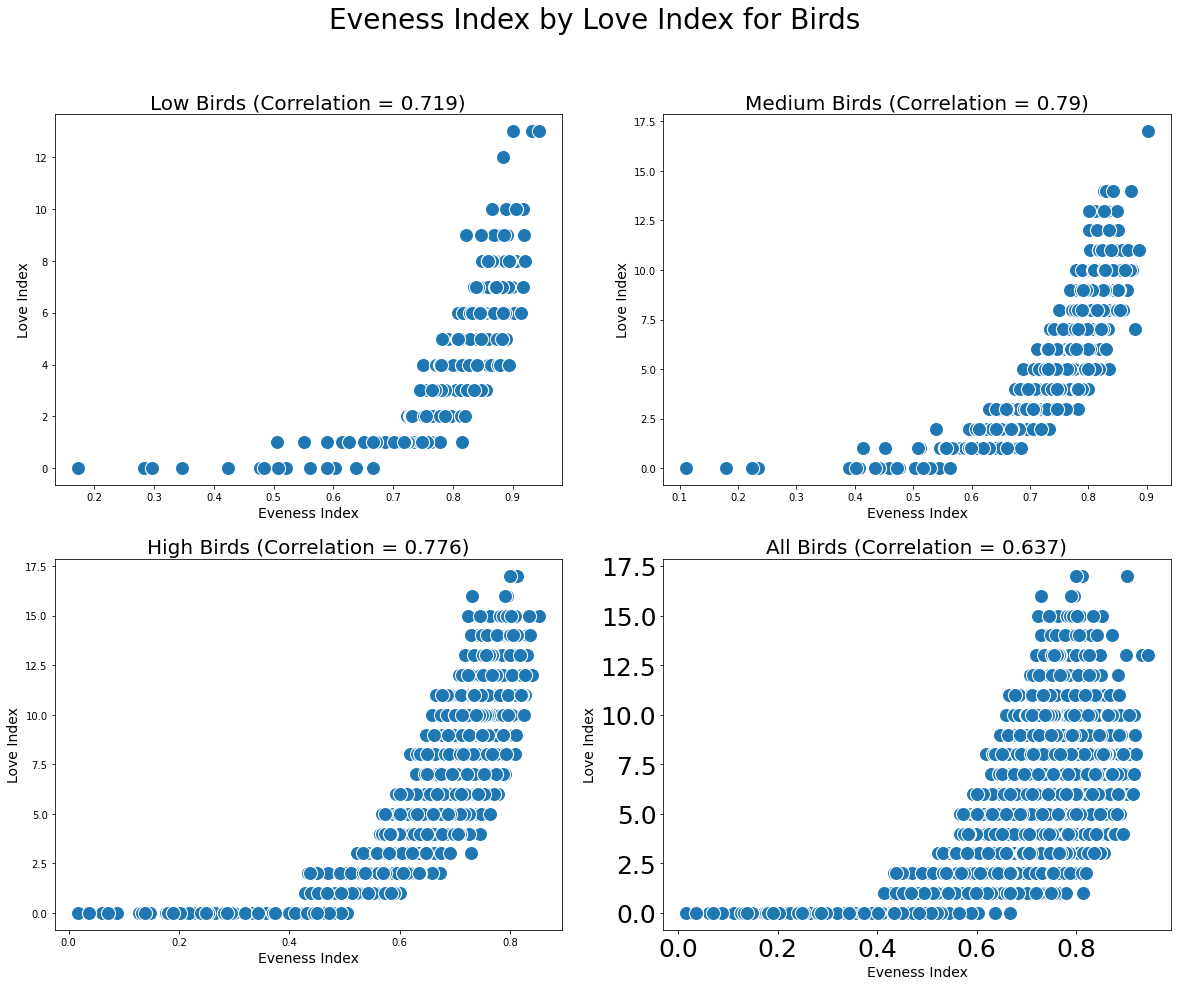 Eveness Index by Love Index for Birds
Low Birds (Correlation = 0.719)
12
10
8
6
4
2
0
Love Index
0.2 0.3 0.4 0.5 0.6 0.7 0.8 0.9
Eveness Index
Medium Birds (Correlation = 0.79)
17.5
15.0
12.5
10.0
7.5
5.0
2.5
0.0
Love Index
0.1 0.2 0.3 0.4 0.5 0.6 0.7 0.8 0.9
Eveness Index
High Birds (Correlation = 0.776)
17.5
15.0
12.5
10.0
7.5
5.0
2.5
0.0
Love Index
0.0 0.2 0.4 0.6 0.8
Eveness Index
All Birds (Correlation = 0.637)
17.5
15.0
12.5
10.0
7.5
5.0
2.5
0.0
Love Index
0.0 0.2 0.4 0.6 0.8
Eveness Index